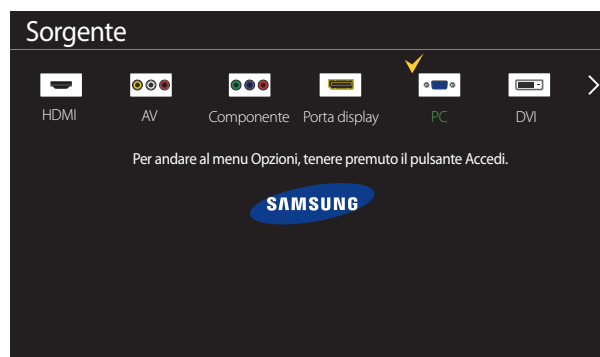 Sorgente
HDMI AV Componente Porta display PC DVI
Per andare al menu Opzioni, tenere premuto il pulsante Accedi.
SAMSUNG